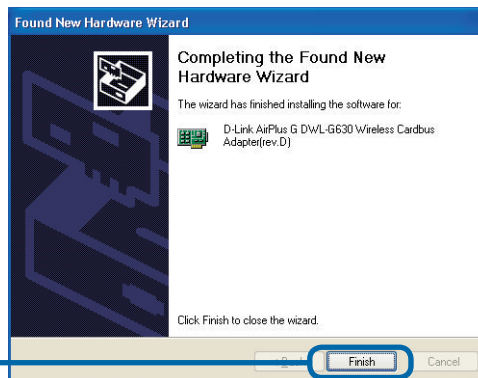 Found New Hardware Wizard
Completing the Found New
Hardware Wizard
The wizard has finished installing the software for:
D-Link AirPlus G DWL-G630 Wireless Cardbus
Adapter(rev.D)
Click Finish to close the wizard.
Finish
Cancel